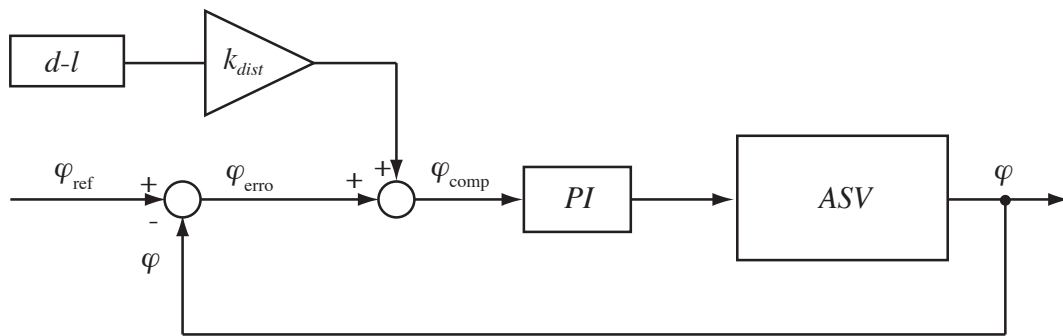 d-l
k_dist
φ_ref
+
-
φ
φ_erro
+
+
φ_comp
PI
ASV
φ